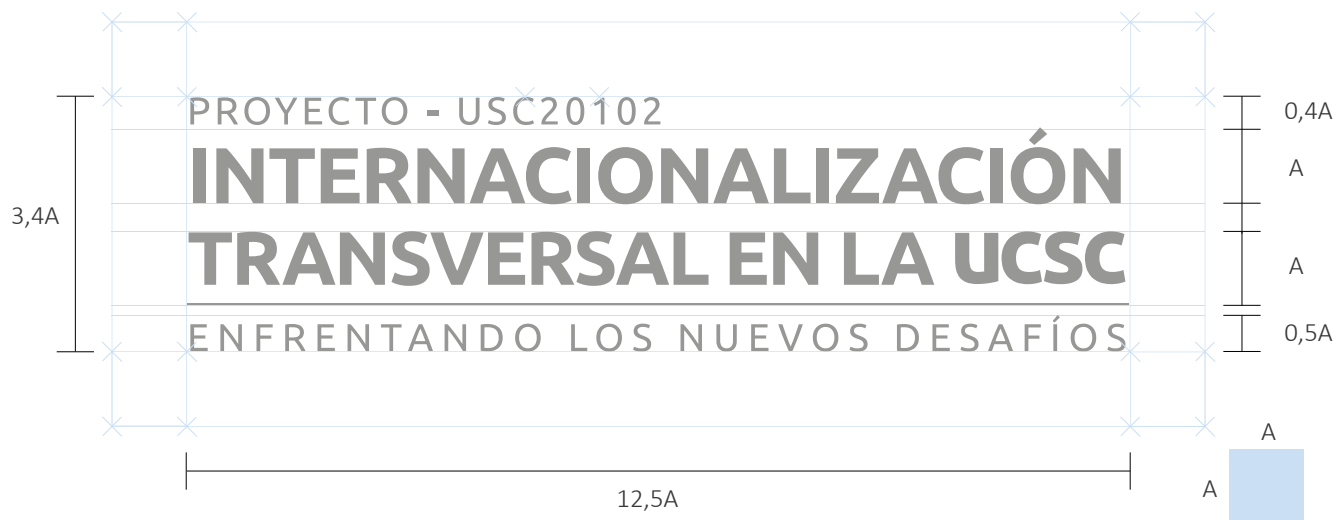 PROYECTO - USC20102
0,4A
INTERNACIONALIZACIÓN
A
3,4A
TRANSVERSAL EN LA UCSC
A
ENFRENTANDO LOS NUEVOS DESAFÍOS
0,5A
A
A
12,5A